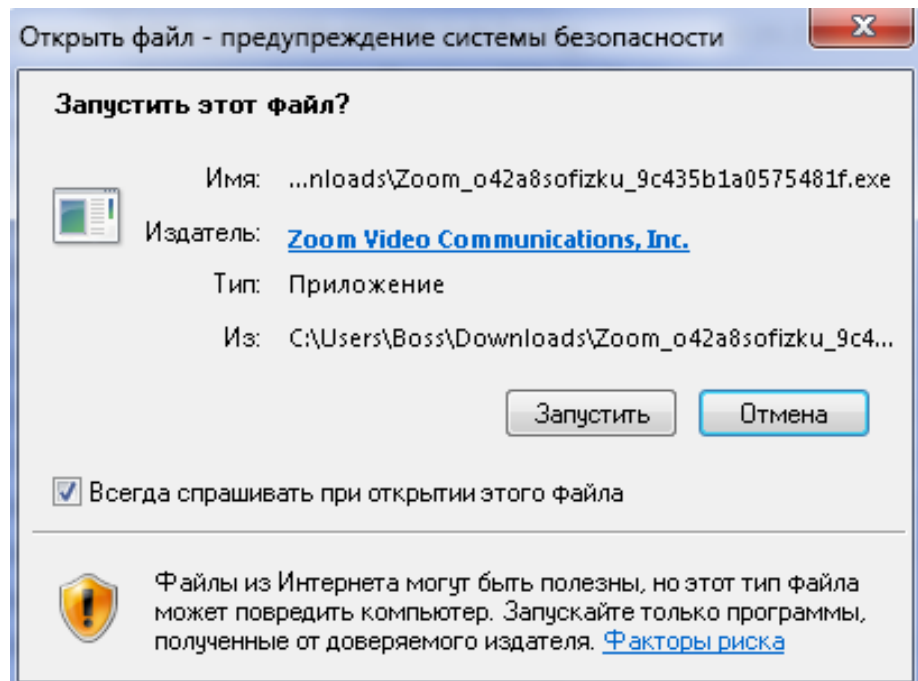 Открыть файл - предупреждение системы безопасности
Запустить этот файл?
Имя: ...nloads\Zoom_o42a8sofizku_9c435b1a0575481f.exe
Издатель: Zoom Video Communications, Inc.
Тип: Приложение
Из: C:\Users\Boss\Downloads\Zoom_o42a8sofizku_9c4...
Запустить Отмена
Всегда спрашивать при открытии этого файла
Файлы из Интернета могут быть полезны, но этот тип файла
может повредить компьютер. Запускайте только программы,
полученные от доверяемого издателя. Факторы риска